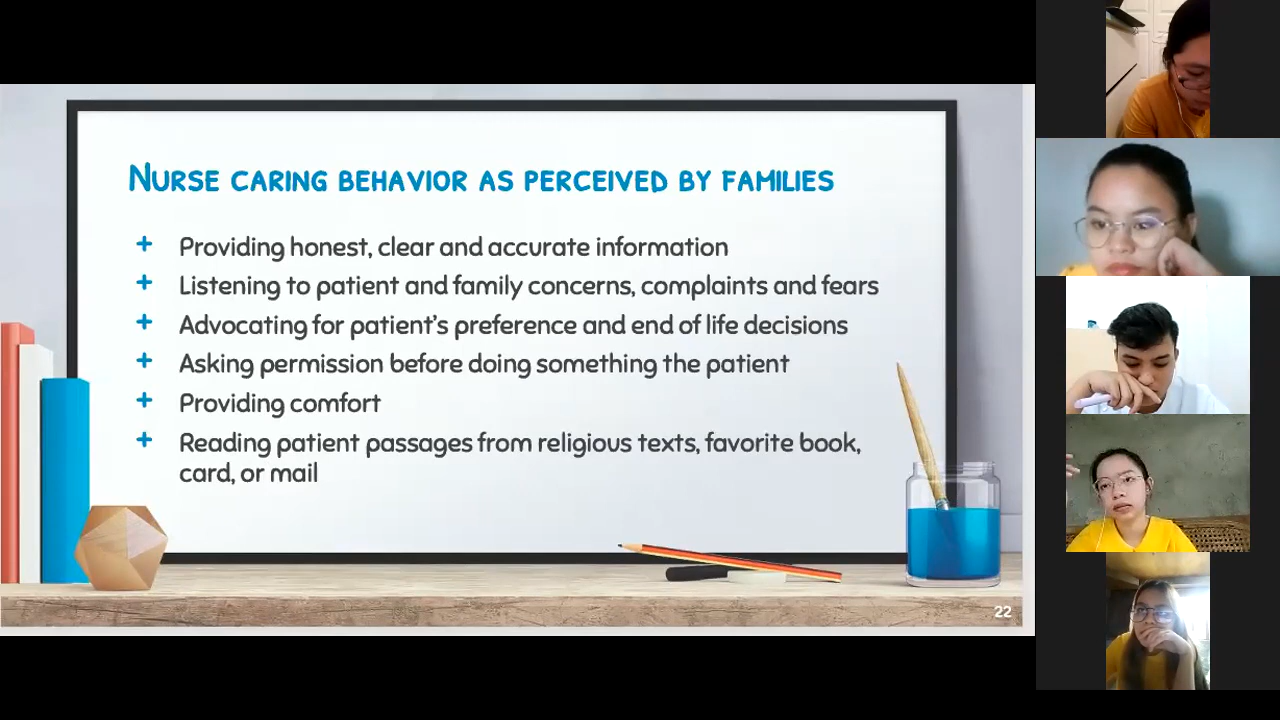 Nurse caring behavior as perceived by families
+ Providing honest, clear and accurate information
+ Listening to patient and family concerns, complaints and fears
+ Advocating for patient's preference and end of life decisions
+ Asking permission before doing something the patient
+ Providing comfort
+ Reading patient passages from religious texts, favorite book,
card, or mail
22